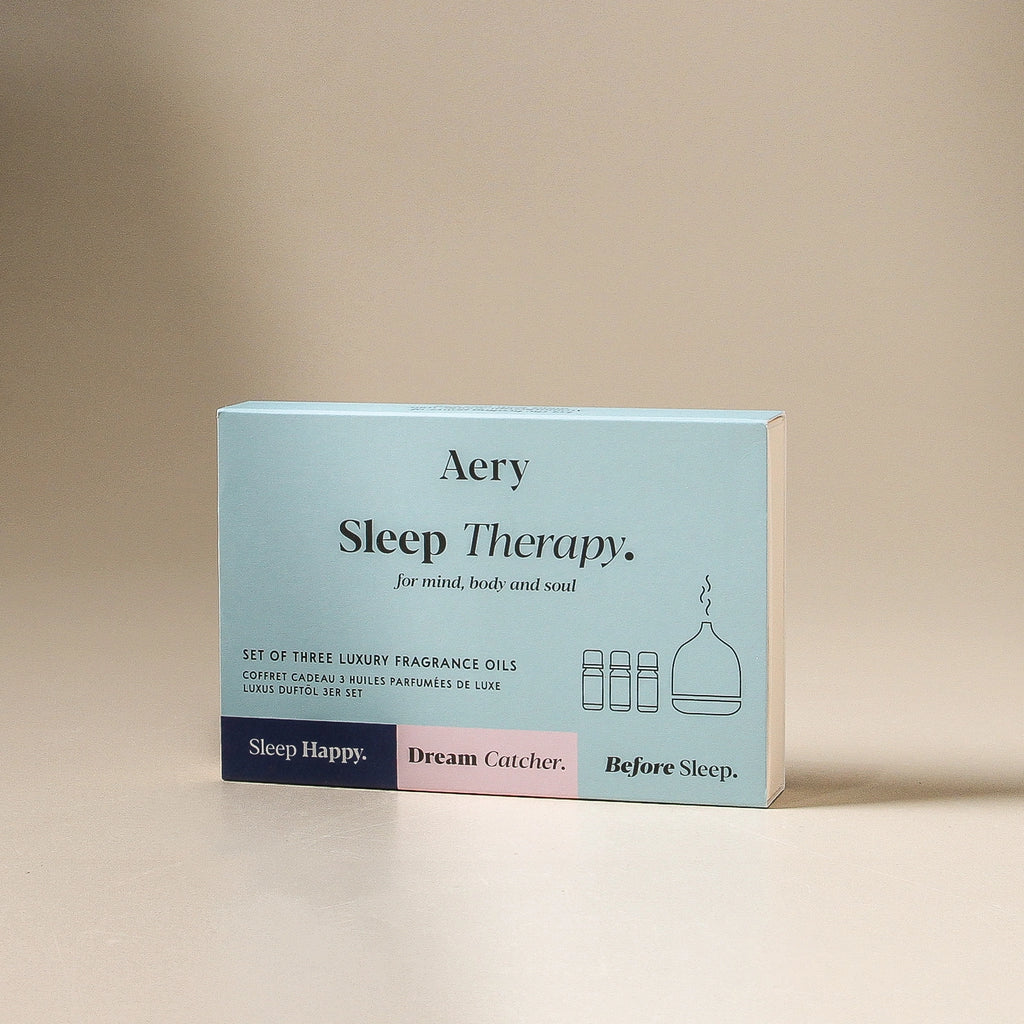 Aery
Sleep Therapy.
for mind, body and soul
SET OF THREE LUXURY FRAGRANCE OILS
COFFRET CADEAU 3 HUILES PARFUMÉES DE LUXE
LUXUS DUFTÖL 3ER SET
Sleep Happy.
Dream Catcher.
Before Sleep.